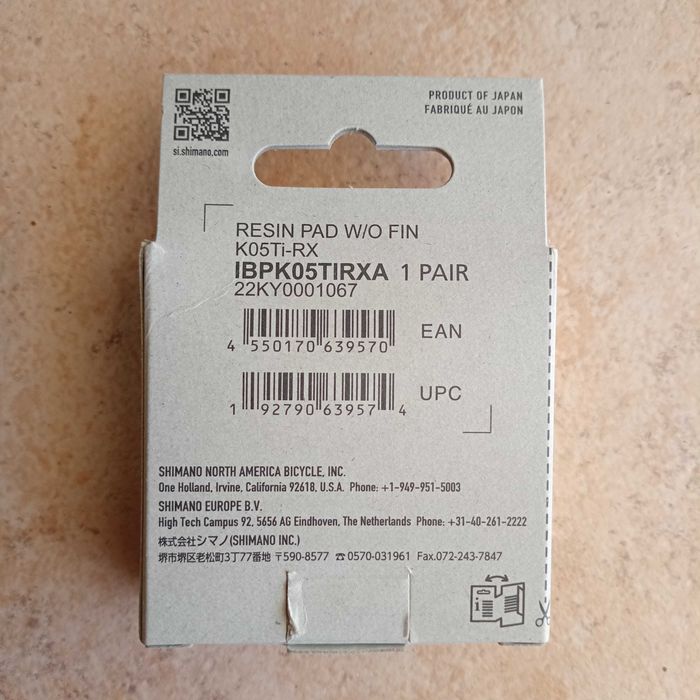 PRODUCT OF JAPAN
FABRIQUÉ AU JAPON
si.shimano.com
RESIN PAD W/O FIN
K05Ti-RX
IBPK05TIRXA 1 PAIR
22KY0001067
EAN
4 550170 639570
UPC
1 92790 63957 4
SHIMANO NORTH AMERICA BICYCLE, INC.
One Holland, Irvine, California 92618, U.S.A. Phone: +1-949-951-5003
SHIMANO EUROPE B.V.
High Tech Campus 92, 5656 AG Eindhoven, The Netherlands Phone: +31-40-261-2222
株式会社シマノ(SHIMANO INC.)
堺市堺区老松町3丁77番地 〒590-8577 ☎0570-031961 Fax.072-243-7847